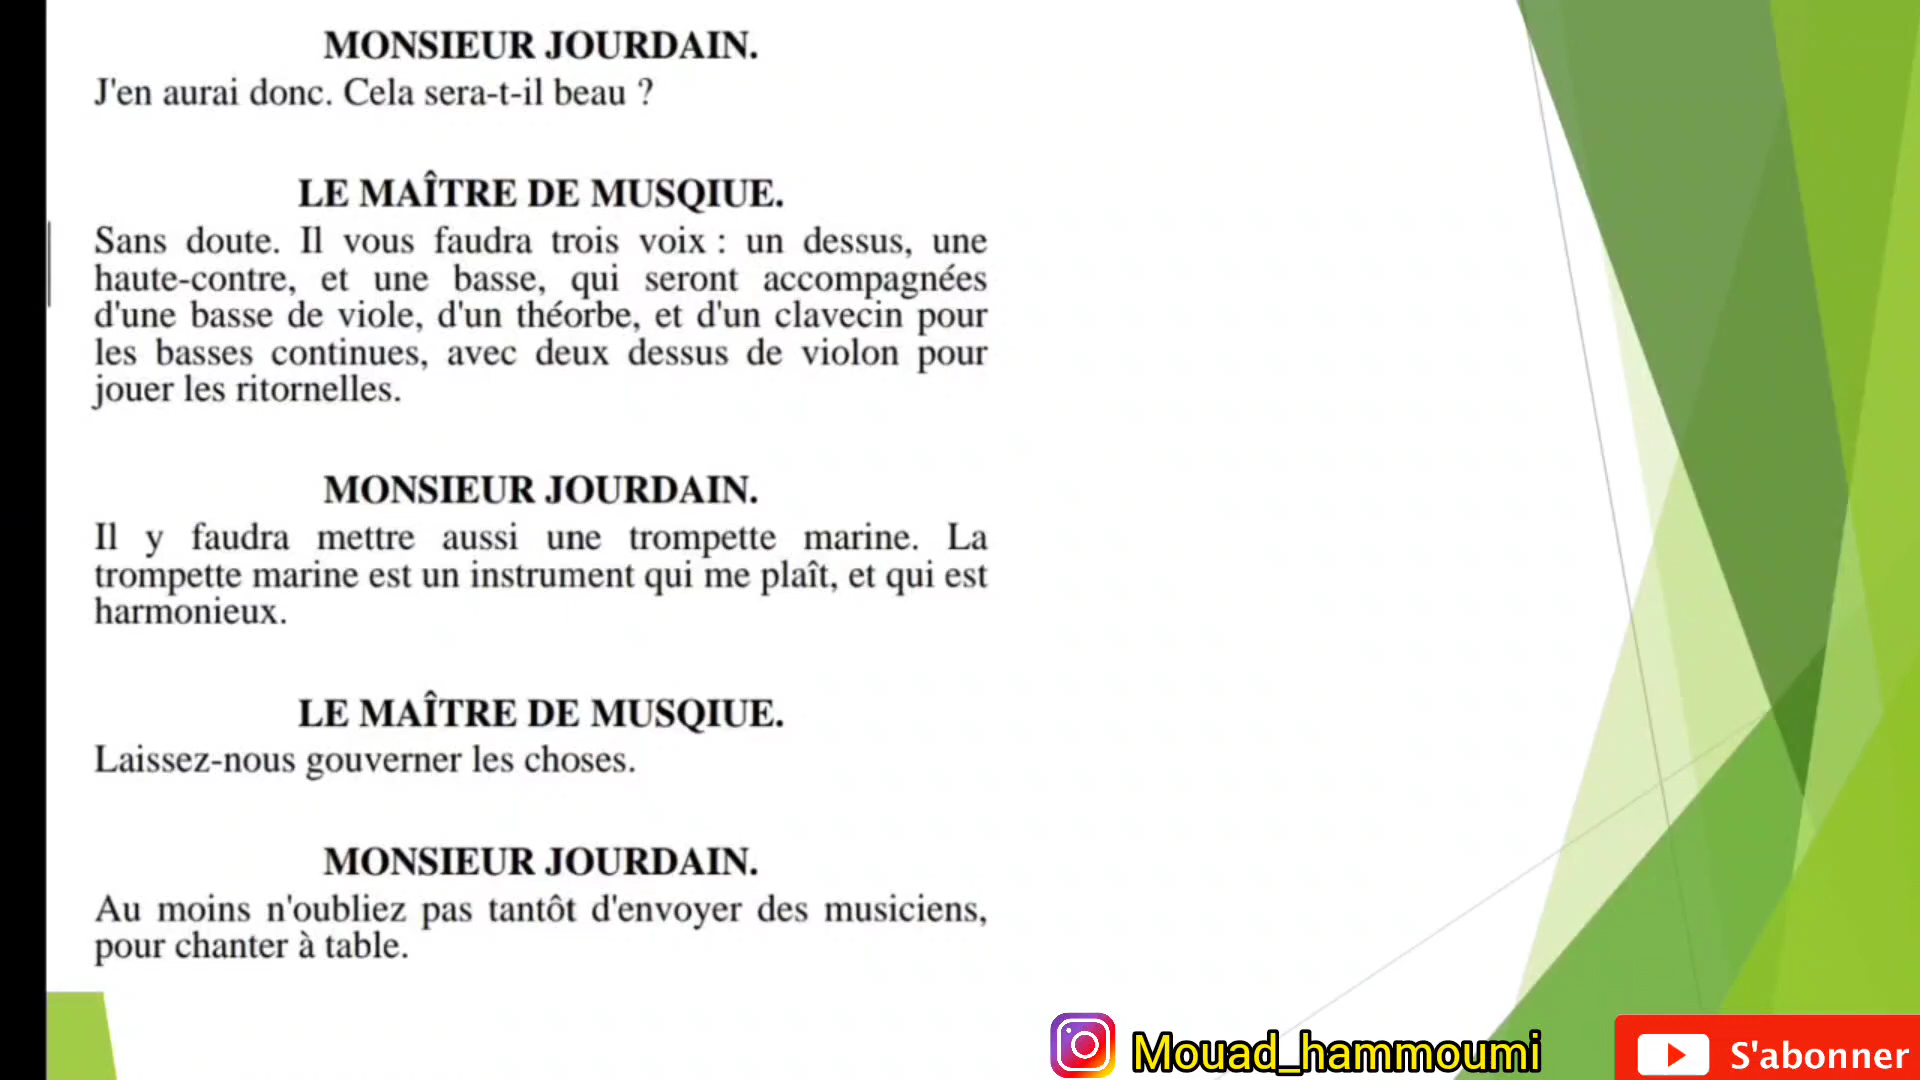 MONSIEUR JOURDAIN.
J'en aurai donc. Cela sera-t-il beau ?
LE MAÎTRE DE MUSQIUE.
Sans doute. Il vous faudra trois voix : un dessus, une
haute-contre, et une basse, qui seront accompagnées
d'une basse de viole, d'un théorbe, et d'un clavecin pour
les basses continues, avec deux dessus de violon pour
jouer les ritornelles.
MONSIEUR JOURDAIN.
Il y faudra mettre aussi une trompette marine. La
trompette marine est un instrument qui me plaît, et qui est
harmonieux.
LE MAÎTRE DE MUSQIUE.
Laissez-nous gouverner les choses.
MONSIEUR JOURDAIN.
Au moins n'oubliez pas tantôt d'envoyer des musiciens,
pour chanter à table.
Mouad_hammoumi
S'abonner